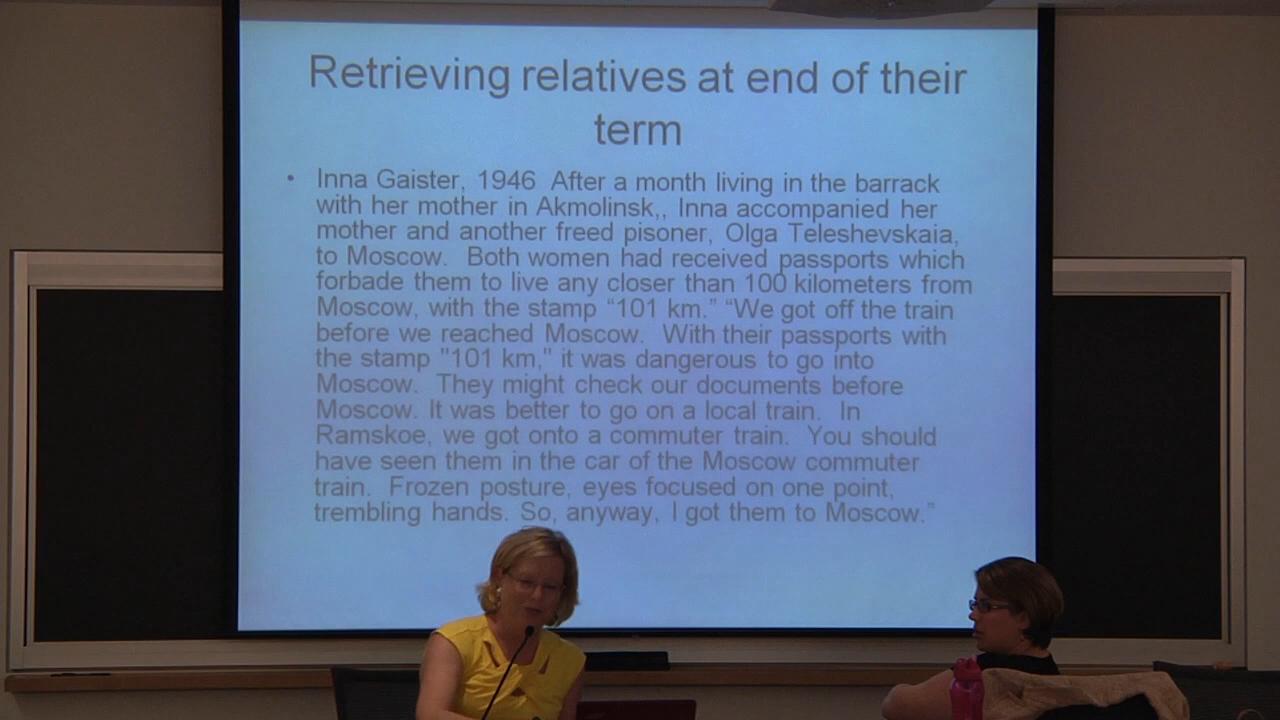 Retrieving relatives at end of their
term
• Inna Gaister, 1946  After a month living in the barrack
with her mother in Akmolinsk,, Inna accompanied her
mother and another freed pisoner, Olga Teleshevskaia,
to Moscow.  Both women had received passports which
forbade them to live any closer than 100 kilometers from
Moscow, with the stamp “101 km.” “We got off the train
before we reached Moscow.  With their passports with
the stamp "101 km," it was dangerous to go into
Moscow.  They might check our documents before
Moscow. It was better to go on a local train.  In
Ramskoe, we got onto a commuter train.  You should
have seen them in the car of the Moscow commuter
train.  Frozen posture, eyes focused on one point,
trembling hands. So, anyway, I got them to Moscow.”